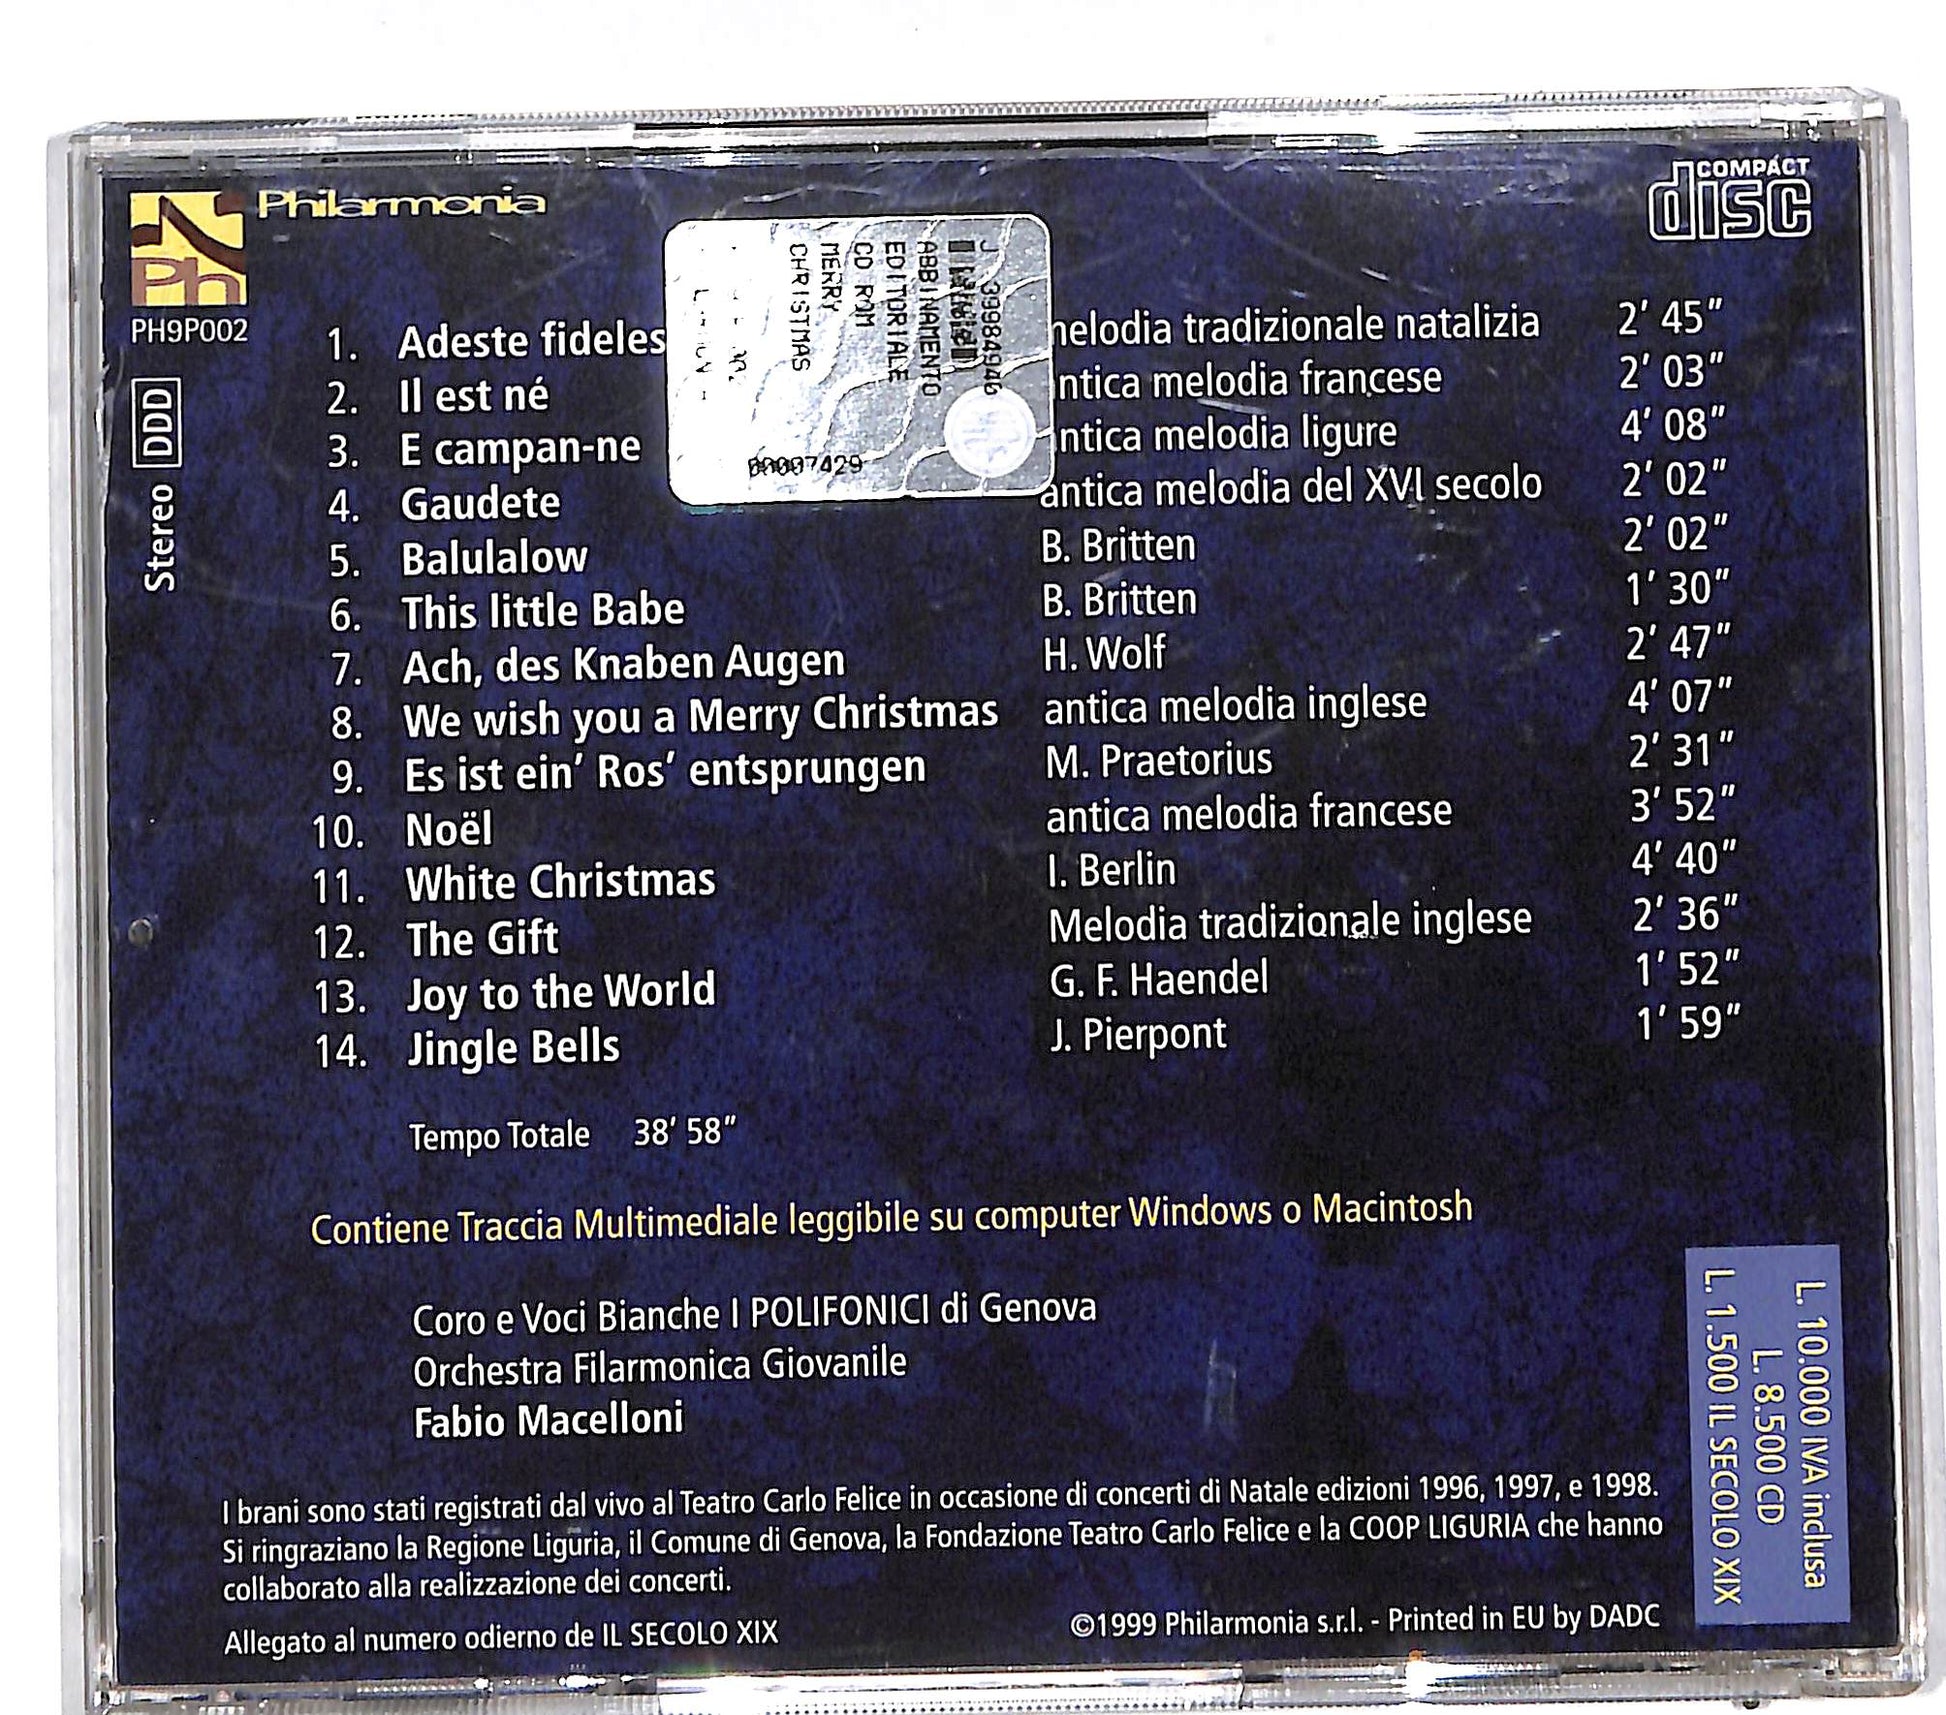 Philarmonia
COMPACT
disc
Ph
PH9P002
Stereo DDD
MERRY
CHRISTMAS
CD ROM
EDITORIALE
ABBINAMENTO
00007429
1. Adeste fideles melodia tradizionale natalizia 2' 45"
2. Il est né antica melodia francese 2' 03"
3. E campan-ne antica melodia ligure 4' 08"
4. Gaudete antica melodia del XVI secolo 2' 02"
5. Balulalow B. Britten 2' 02"
6. This little Babe B. Britten 1' 30"
7. Ach, des Knaben Augen H. Wolf 2' 47"
8. We wish you a Merry Christmas antica melodia inglese 4' 07"
9. Es ist ein' Ros' entsprungen M. Praetorius 2' 31"
10. Noël antica melodia francese 3' 52"
11. White Christmas I. Berlin 4' 40"
12. The Gift Melodia tradizionale inglese 2' 36"
13. Joy to the World G. F. Haendel 1' 52"
14. Jingle Bells J. Pierpont 1' 59"
Tempo Totale 38' 58"
Contiene Traccia Multimediale leggibile su computer Windows o Macintosh
Coro e Voci Bianche I POLIFONICI di Genova
Orchestra Filarmonica Giovanile
Fabio Macelloni
L. 10.000 IVA inclusa
L. 8.500 CD
L. 1.500 IL SECOLO XIX
I brani sono stati registrati dal vivo al Teatro Carlo Felice in occasione di concerti di Natale edizioni 1996, 1997, e 1998.
Si ringraziano la Regione Liguria, il Comune di Genova, la Fondazione Teatro Carlo Felice e la COOP LIGURIA che hanno
collaborato alla realizzazione dei concerti.
Allegato al numero odierno de IL SECOLO XIX
©1999 Philarmonia s.r.l. - Printed in EU by DADC